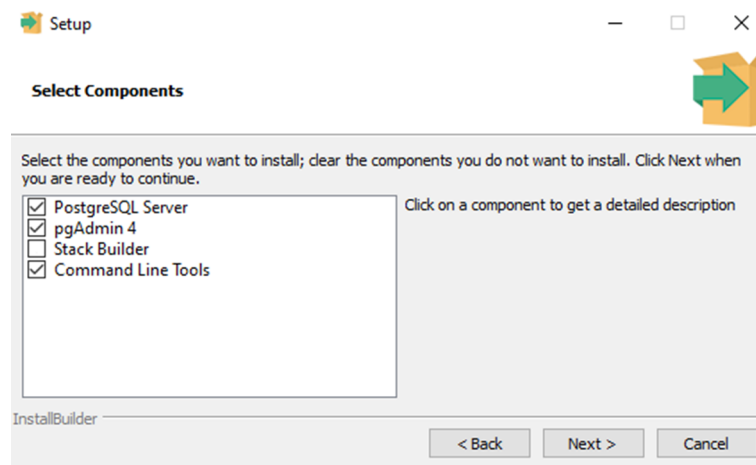 Setup
Select Components
Select the components you want to install; clear the components you do not want to install. Click Next when
you are ready to continue.
PostgreSQL Server
pgAdmin 4
Stack Builder
Command Line Tools
Click on a component to get a detailed description
InstallBuilder
< Back
Next >
Cancel